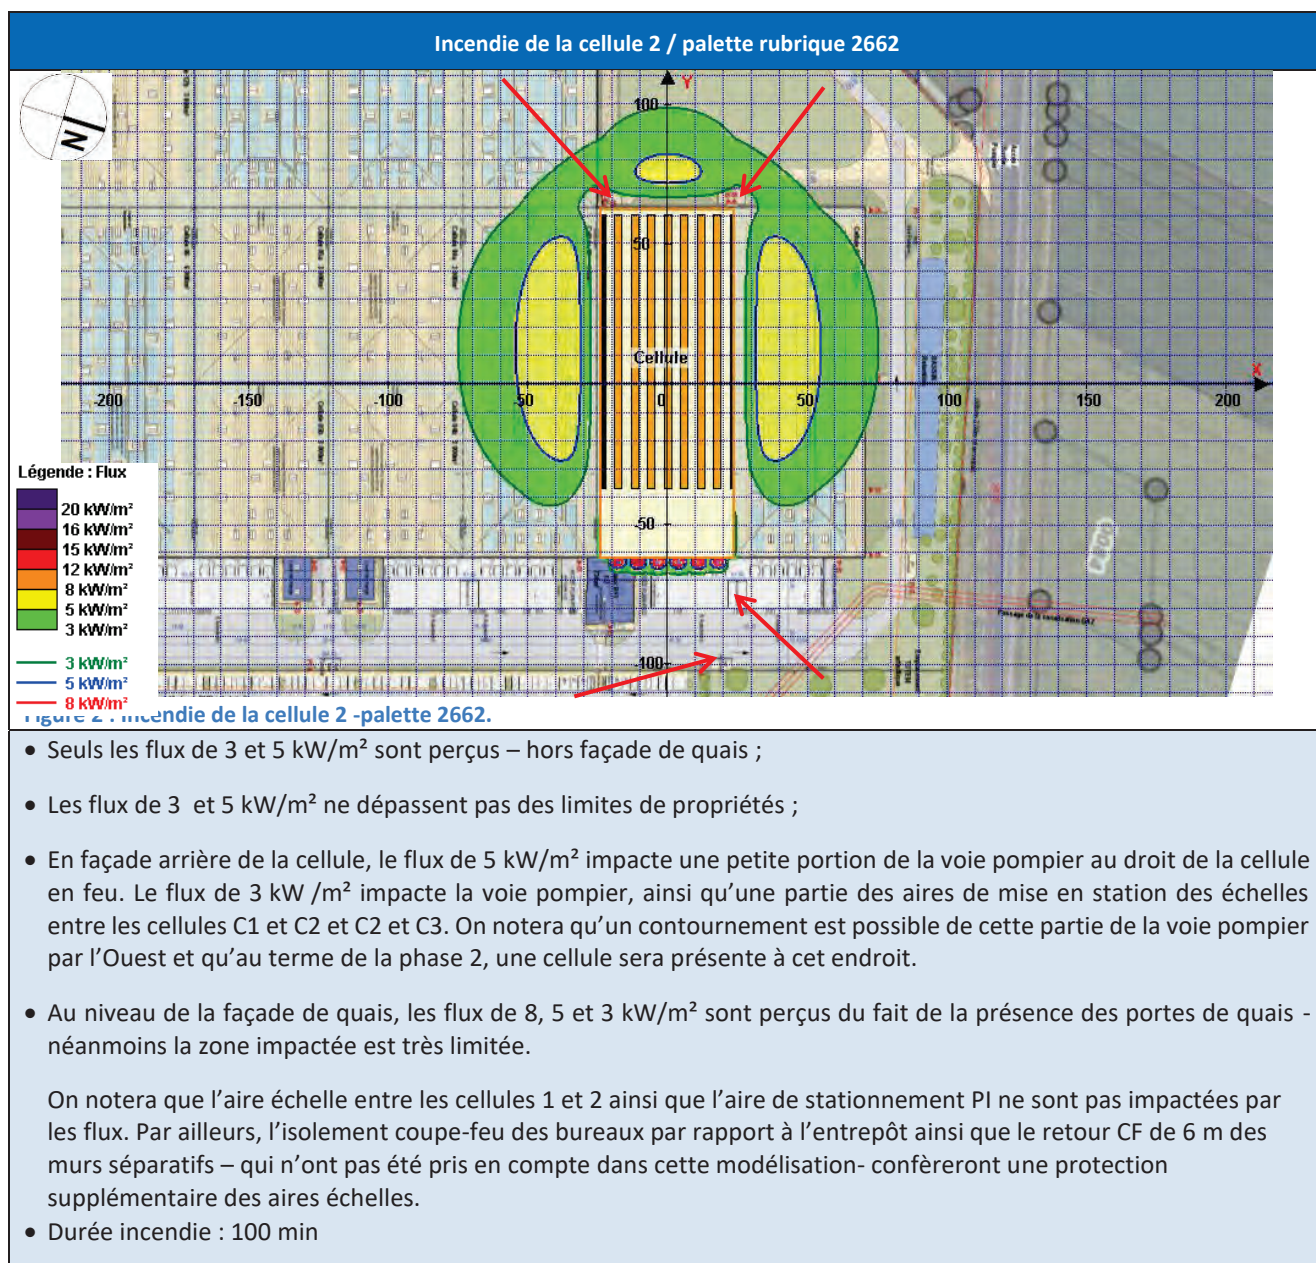 Incendie de la cellule 2 / palette rubrique 2662
N
Y
100
50
Cellule
X
-200
-150
-100
50
0
50
100
150
200
-50
-100
Légende : Flux
20 kW/m²
16 kW/m²
15 kW/m²
12 kW/m²
8 kW/m²
5 kW/m²
3 kW/m²
3 kW/m²
5 kW/m²
8 kW/m²
Figure 2 : Incendie de la cellule 2 -palette 2662.
• Seuls les flux de 3 et 5 kW/m² sont perçus – hors façade de quais ;
• Les flux de 3 et 5 kW/m² ne dépassent pas des limites de propriétés ;
• En façade arrière de la cellule, le flux de 5 kW/m² impacte une petite portion de la voie pompier au droit de la cellule
en feu. Le flux de 3 kW /m² impacte la voie pompier, ainsi qu’une partie des aires de mise en station des échelles
entre les cellules C1 et C2 et C2 et C3. On notera qu’un contournement est possible de cette partie de la voie pompier
par l’Ouest et qu’au terme de la phase 2, une cellule sera présente à cet endroit.
• Au niveau de la façade de quais, les flux de 8, 5 et 3 kW/m² sont perçus du fait de la présence des portes de quais -
néanmoins la zone impactée est très limitée.
On notera que l’aire échelle entre les cellules 1 et 2 ainsi que l’aire de stationnement PI ne sont pas impactées par
les flux. Par ailleurs, l’isolement coupe-feu des bureaux par rapport à l’entrepôt ainsi que le retour CF de 6 m des
murs séparatifs – qui n’ont pas été pris en compte dans cette modélisation- confèreront une protection
supplémentaire des aires échelles.
• Durée incendie : 100 min